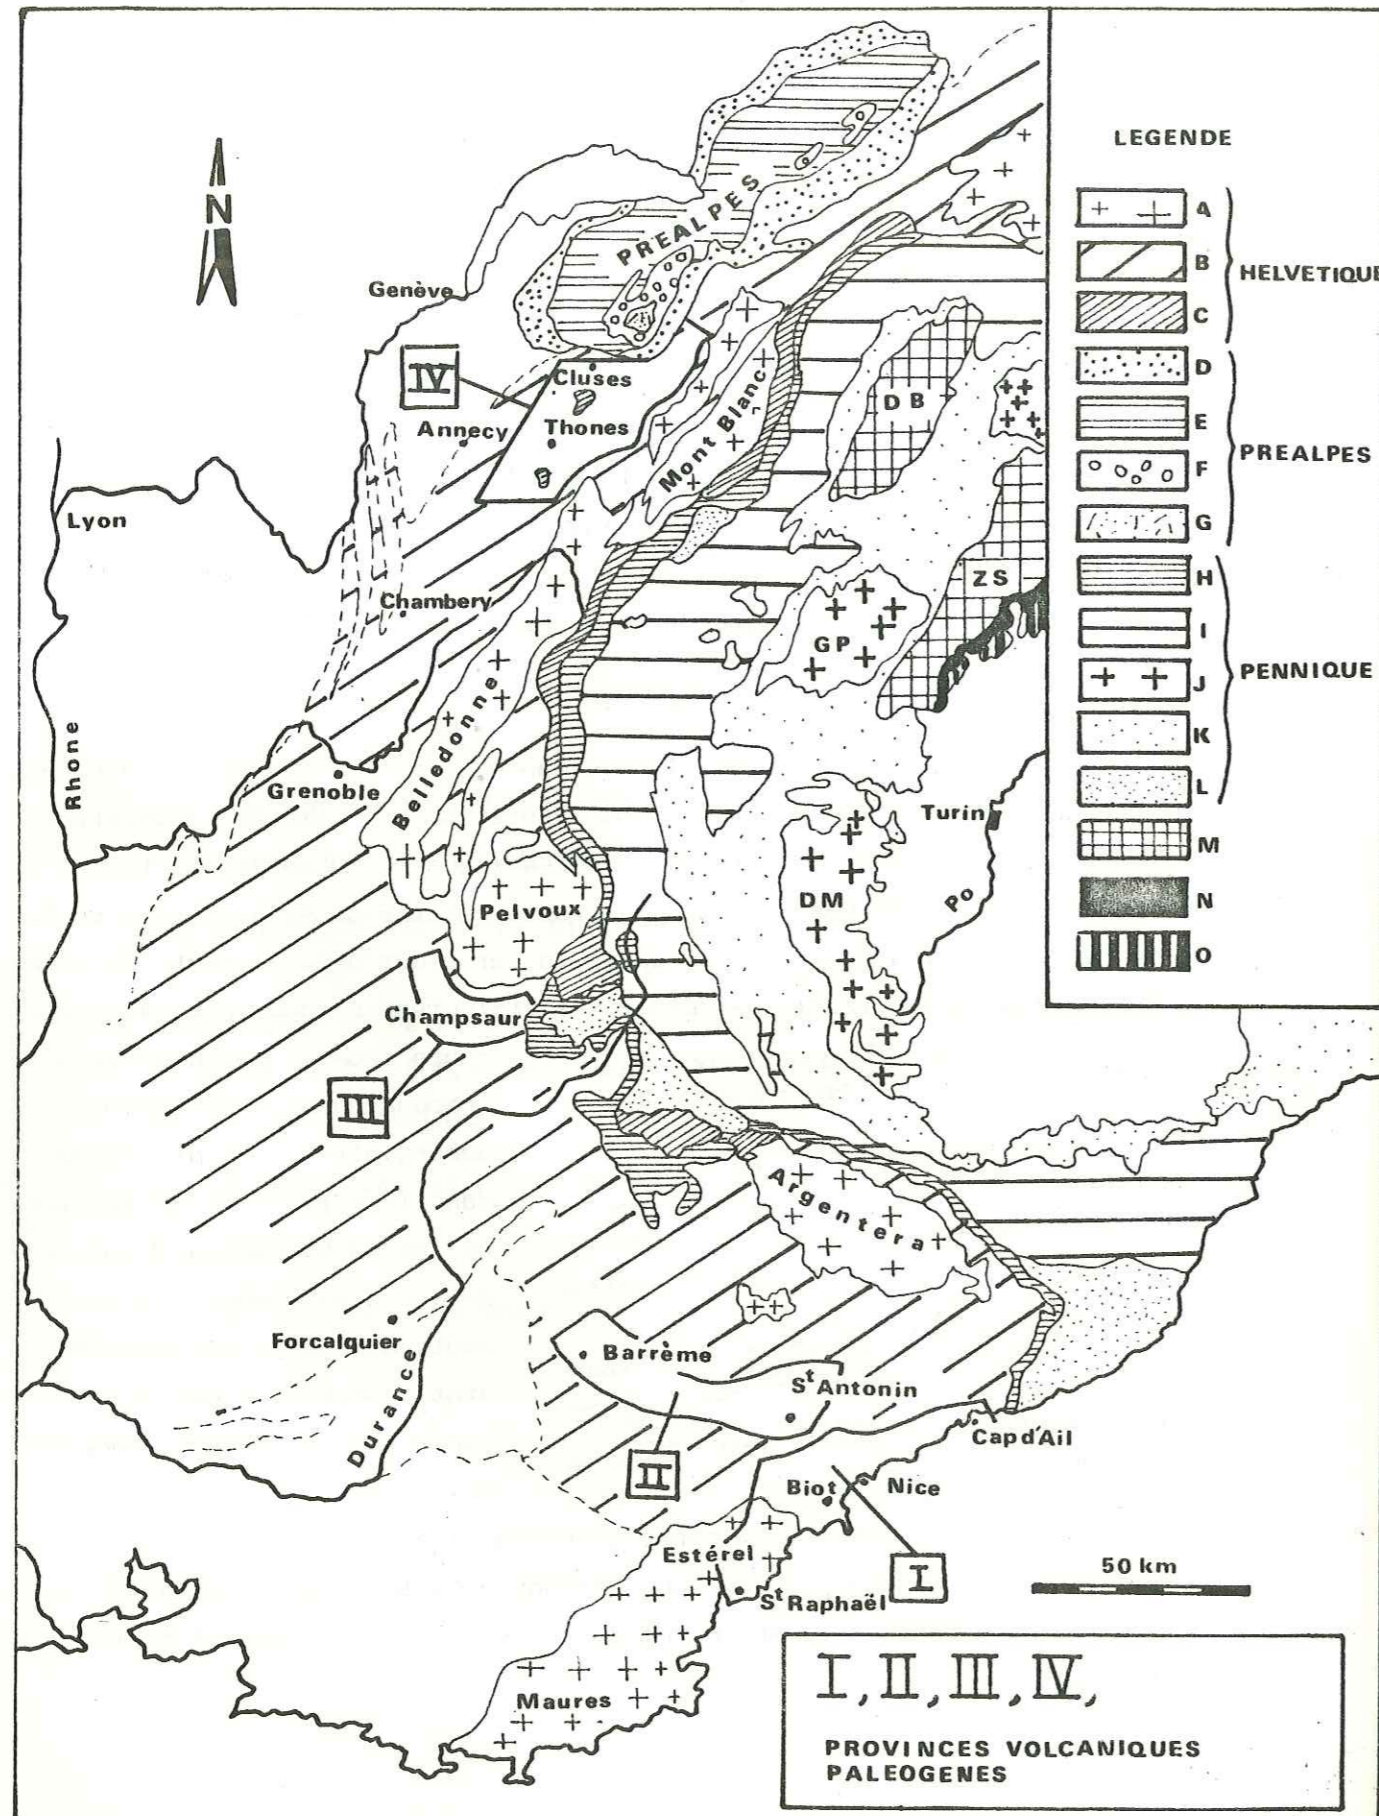 LEGENDE
A
B
HELVETIQUE
C
D
E
PREALPES
F
G
H
I
PENNIQUE
J
K
L
M
N
O
N
PREALPES
Genève
IV
Cluses
Annecy
Thones
Mont Blanc
DB
Lyon
ZS
Chambery
GP
Belledonne
Rhone
Grenoble
Turin
Pelvoux
DM
Po
Champsaur
III
Argentera
Forcalquier
Barrème
Durance
St Antonin
Cap d'Ail
II
Biot
Nice
Estérel
I
50 km
St Raphaël
Maures
I, II, III, IV,
PROVINCES VOLCANIQUES
PALEOGENES